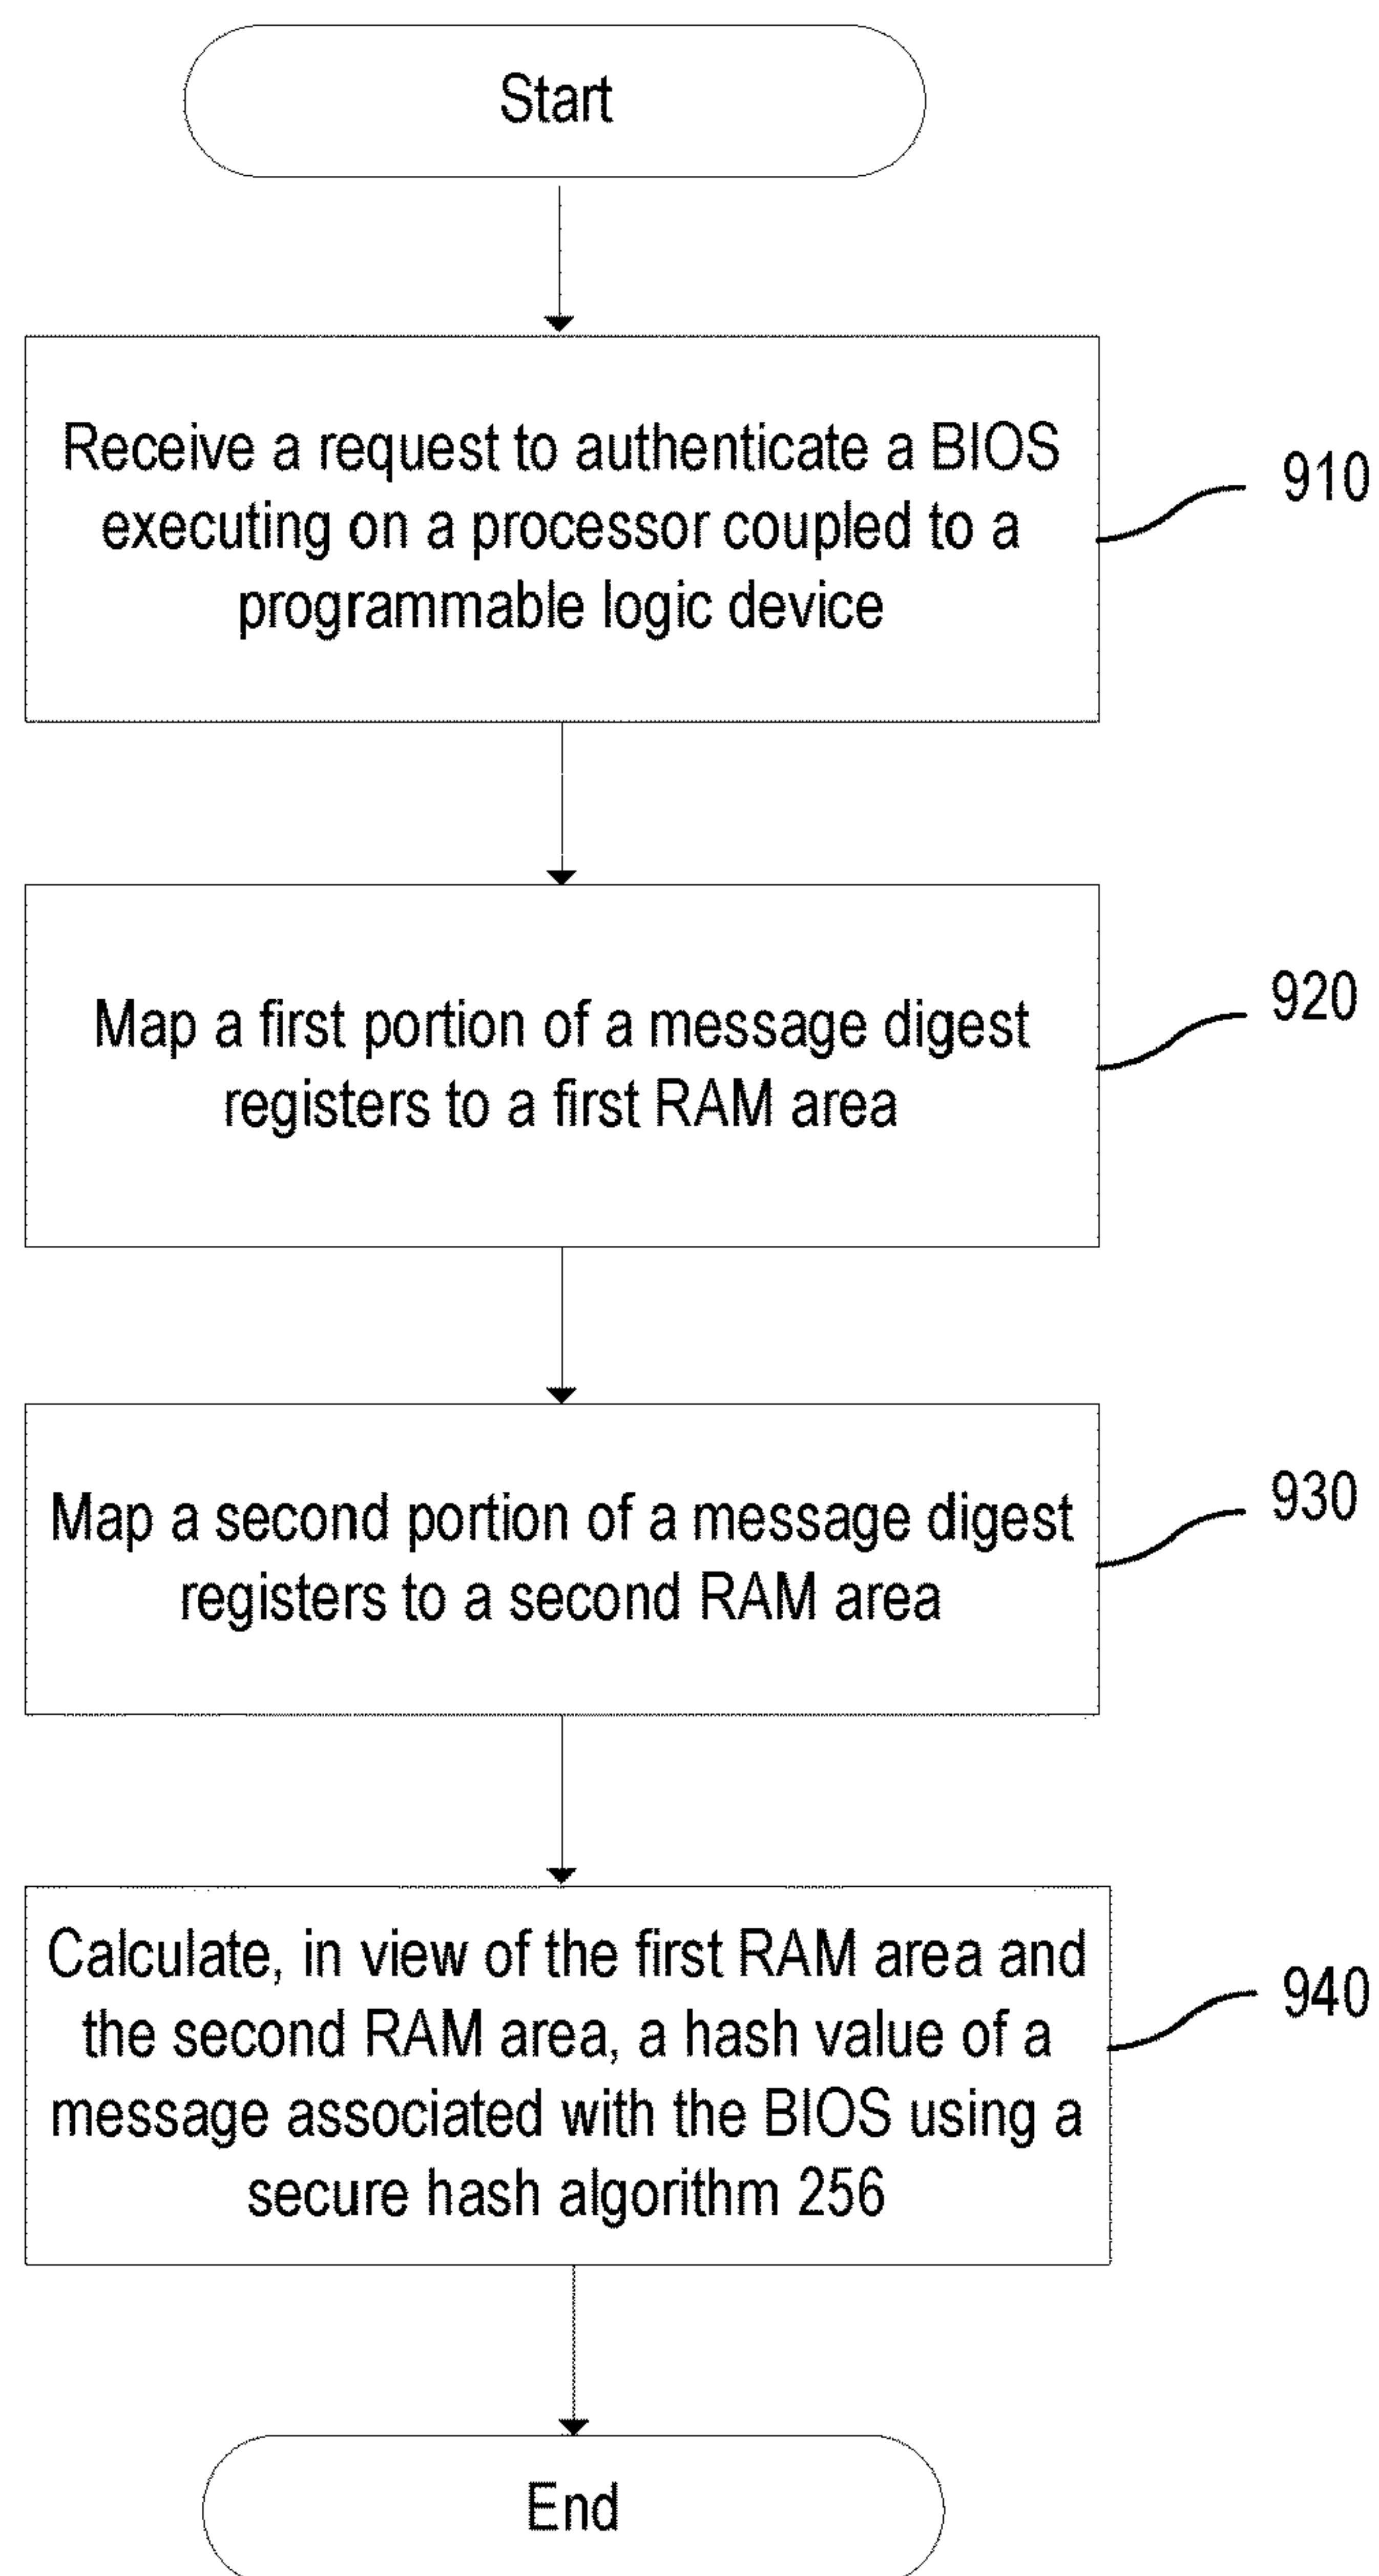 Start
Receive a request to authenticate a BIOS
executing on a processor coupled to a
programmable logic device
910
Map a first portion of a message digest
registers to a first RAM area
920
Map a second portion of a message digest
registers to a second RAM area
930
Calculate, in view of the first RAM area and
the second RAM area, a hash value of a
message associated with the BIOS using a
secure hash algorithm 256
940
End